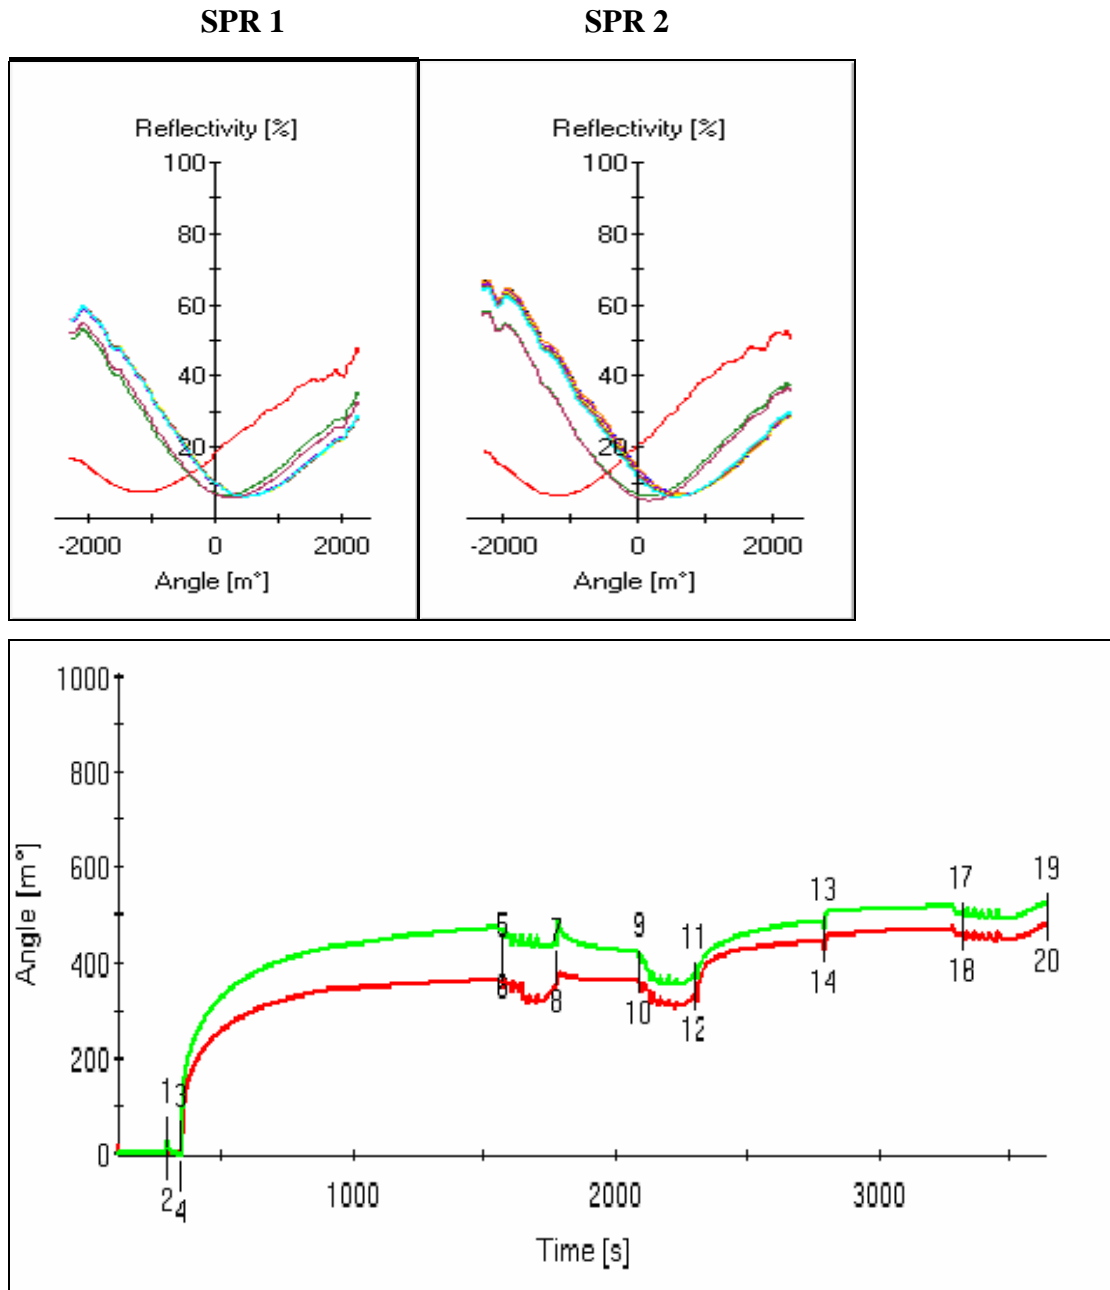 SPR 1 SPR 2
Reflectivity [%] Reflectivity [%]
100 100
80 80
60 60
40 40
20 20
-2000 0 2000 -2000 0 2000
Angle [m°] Angle [m°]
1000
800
600
400
200
0
Angle [m°]
1 3 5 7 9 11 13 17 19
2 4 6 8 10 12 14 18 20
1000 2000 3000
Time [s]